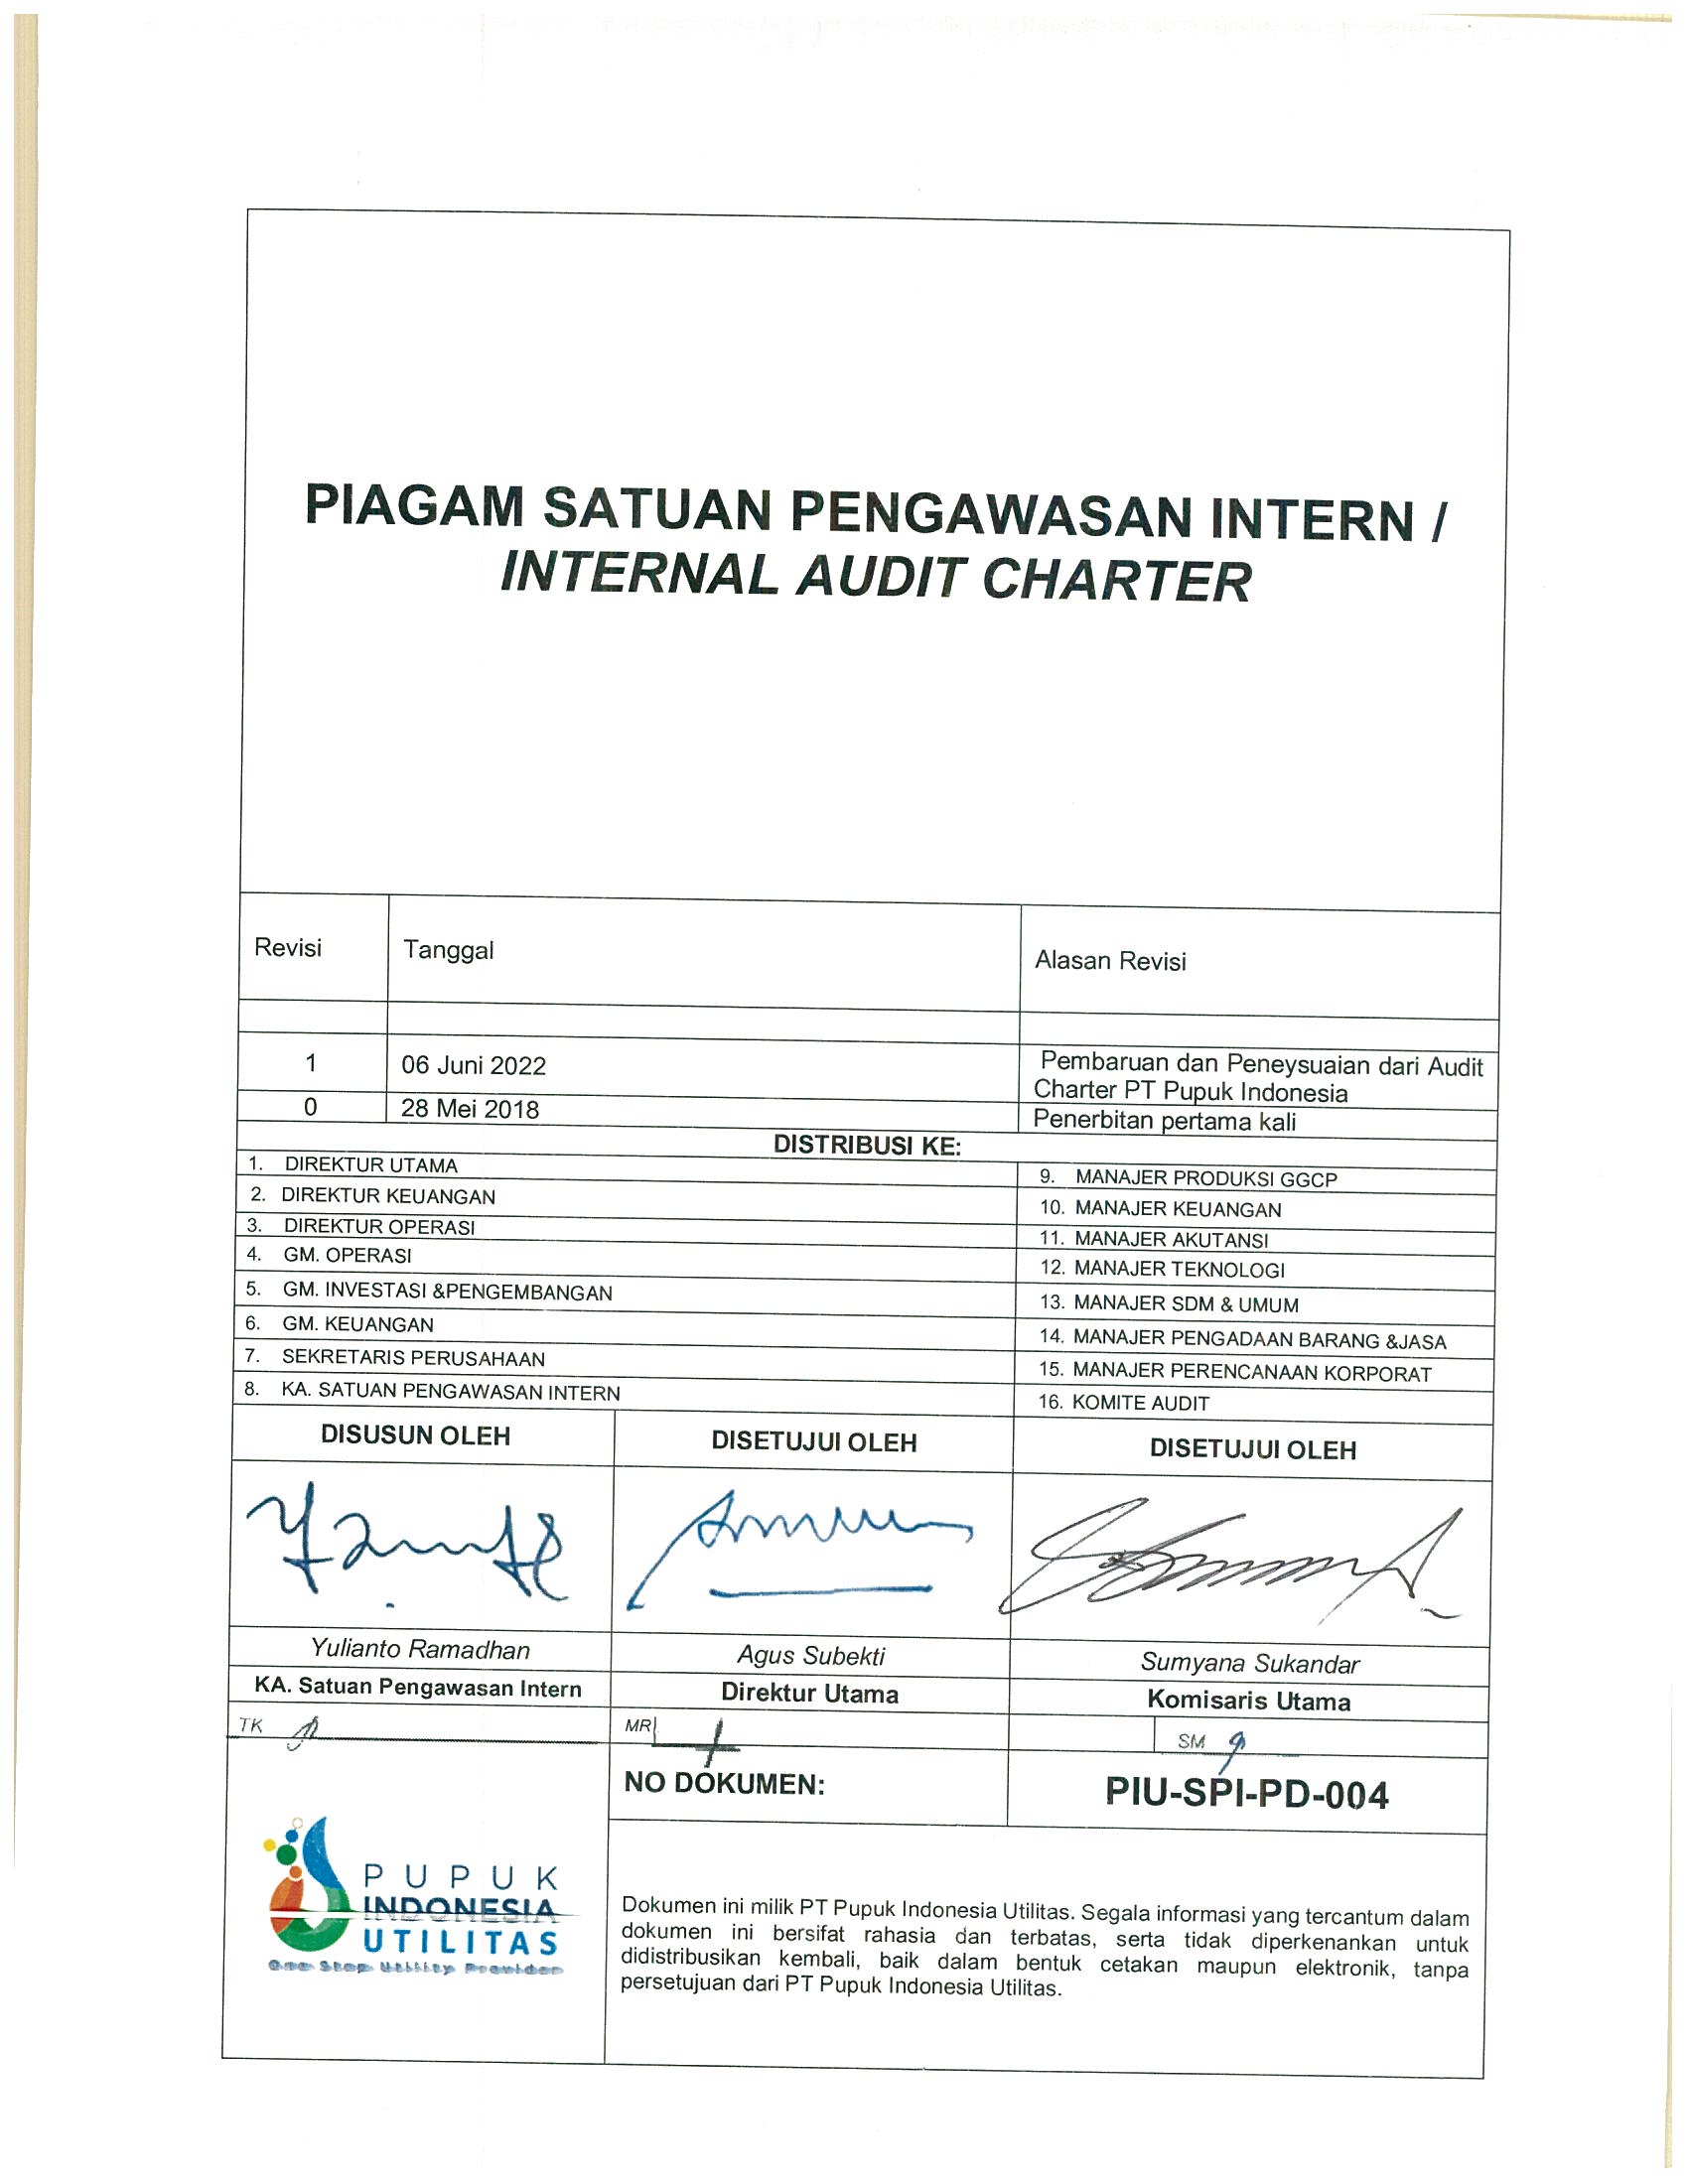 PIAGAM SATUAN PENGAWASAN INTERN /
INTERNAL AUDIT CHARTER
Revisi Tanggal Alasan Revisi
1 06 Juni 2022 Pembaruan dan Peneysuaian dari Audit
Charter PT Pupuk Indonesia
0 28 Mei 2018 Penerbitan pertama kali
DISTRIBUSI KE:
1. DIREKTUR UTAMA
2. DIREKTUR KEUANGAN
3. DIREKTUR OPERASI
4. GM. OPERASI
5. GM. INVESTASI &PENGEMBANGAN
6. GM. KEUANGAN
7. SEKRETARIS PERUSAHAAN
8. KA. SATUAN PENGAWASAN INTERN
9. MANAJER PRODUKSI GGCP
10. MANAJER KEUANGAN
11. MANAJER AKUTANSI
12. MANAJER TEKNOLOGI
13. MANAJER SDM & UMUM
14. MANAJER PENGADAAN BARANG &JASA
15. MANAJER PERENCANAAN KORPORAT
16. KOMITE AUDIT
DISUSUN OLEH DISETUJUI OLEH DISETUJUI OLEH
Yulianto Ramadhan Agus Subekti Sumyana Sukandar
KA. Satuan Pengawasan Intern Direktur Utama Komisaris Utama
TK MR SM
NO DOKUMEN: PIU-SPI-PD-004
PUPUK
INDONESIA
UTILITAS
One Stop Utility Provider
Dokumen ini milik PT Pupuk Indonesia Utilitas. Segala informasi yang tercantum dalam
dokumen ini bersifat rahasia dan terbatas, serta tidak diperkenankan untuk
didistribusikan kembali, baik dalam bentuk cetakan maupun elektronik, tanpa
persetujuan dari PT Pupuk Indonesia Utilitas.